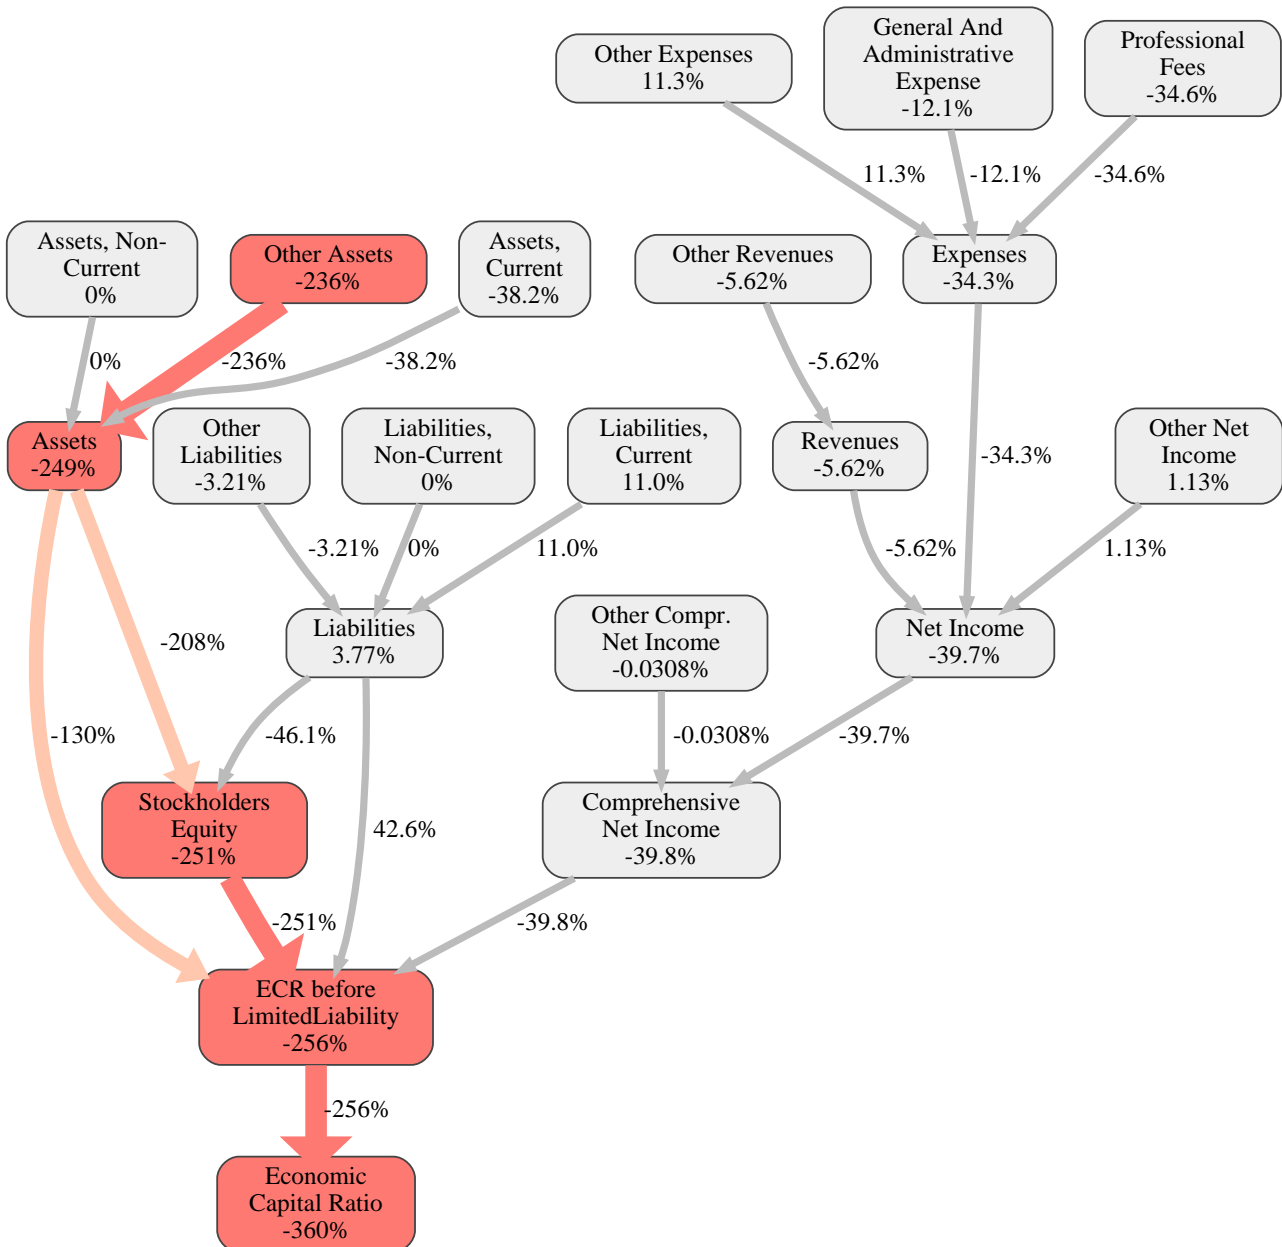 Other Expenses
11.3%
General And
Administrative
Expense
-12.1%
Professional
Fees
-34.6%
11.3%
-12.1%
-34.6%
Assets, Non-
Current
0%
Other Assets
-236%
Assets,
Current
-38.2%
Other Revenues
-5.62%
Expenses
-34.3%
0%
-236%
-38.2%
-5.62%
Assets
-249%
Other
Liabilities
-3.21%
Liabilities,
Non-Current
0%
Liabilities,
Current
11.0%
Revenues
-5.62%
-34.3%
Other Net
Income
1.13%
-3.21%
0%
11.0%
-5.62%
1.13%
-208%
Liabilities
3.77%
Other Compr.
Net Income
-0.0308%
Net Income
-39.7%
-130%
-46.1%
-0.0308%
-39.7%
Stockholders
Equity
-251%
42.6%
Comprehensive
Net Income
-39.8%
-251%
-39.8%
ECR before
LimitedLiability
-256%
-256%
Economic
Capital Ratio
-360%